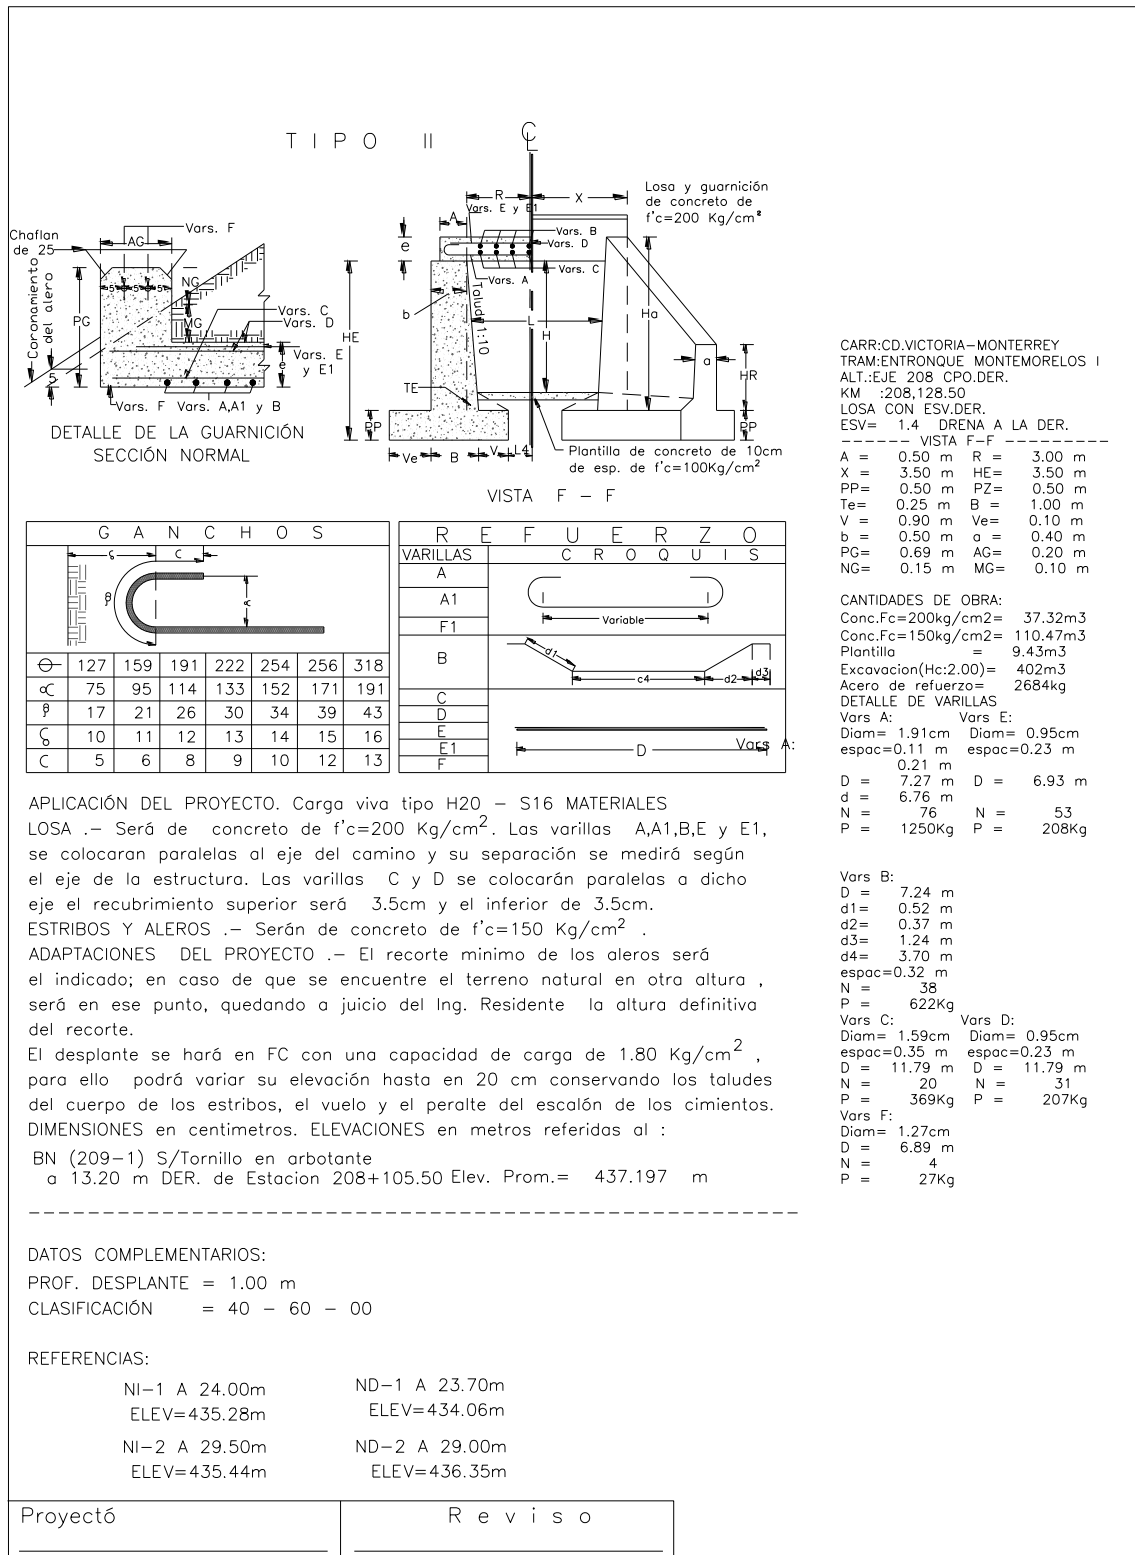 TIPO II
CL
Losa y guarnición
de concreto de
f'c=200 Kg/cm²
R
X
Vars. E y E1
A
Vars. B
Vars. D
Vars. C
Vars. A
e
b
Talud 1:10
L
H
HE
Ha
a
HR
TE
PP
PP
Ve
B
V
L4
Plantilla de concreto de 10cm
de esp. de f'c=100Kg/cm²
VISTA F - F
Chaflan
de 25
Vars. F
AG
5
5
5
5
NG
MG
PG
Coronamiento
del alero
Vars. C
Vars. D
Vars. E
y E1
e
5
Vars. F
Vars. A,A1 y B
DETALLE DE LA GUARNICIÓN
SECCIÓN NORMAL
GANCHOS
C
β
127 159 191 222 254 256 318
∝ 75 95 114 133 152 171 191
β 17 21 26 30 34 39 43
10 11 12 13 14 15 16
C 5 6 8 9 10 12 13
REFUERZO
VARILLAS CROQUIS
A
A1
F1
Variable
B
d1
c4
d2
d3
C
D
E
E1
F
D
Vars A:
APLICACIÓN DEL PROYECTO. Carga viva tipo H20 - S16 MATERIALES
LOSA .- Será de concreto de f'c=200 Kg/cm². Las varillas A,A1,B,E y E1,
se colocaran paralelas al eje del camino y su separación se medirá según
el eje de la estructura. Las varillas C y D se colocarán paralelas a dicho
eje el recubrimiento superior será 3.5cm y el inferior de 3.5cm.
ESTRIBOS Y ALEROS .- Serán de concreto de f'c=150 Kg/cm² .
ADAPTACIONES DEL PROYECTO .- El recorte minimo de los aleros será
el indicado; en caso de que se encuentre el terreno natural en otra altura ,
será en ese punto, quedando a juicio del Ing. Residente la altura definitiva
del recorte.
El desplante se hará en FC con una capacidad de carga de 1.80 Kg/cm² ,
para ello podrá variar su elevación hasta en 20 cm conservando los taludes
del cuerpo de los estribos, el vuelo y el peralte del escalón de los cimientos.
DIMENSIONES en centimetros. ELEVACIONES en metros referidas al :
BN (209-1) S/Tornillo en arbotante
a 13.20 m DER. de Estacion 208+105.50 Elev. Prom.= 437.197 m
DATOS COMPLEMENTARIOS:
PROF. DESPLANTE = 1.00 m
CLASIFICACIÓN = 40 - 60 - 00
REFERENCIAS:
NI-1 A 24.00m ND-1 A 23.70m
ELEV=435.28m ELEV=434.06m
NI-2 A 29.50m ND-2 A 29.00m
ELEV=435.44m ELEV=436.35m
Proyectó Reviso
CARR:CD.VICTORIA-MONTERREY
TRAM:ENTRONQUE MONTEMORELOS I
ALT.:EJE 208 CPO.DER.
KM :208,128.50
LOSA CON ESV.DER.
ESV= 1.4 DRENA A LA DER.
------ VISTA F-F ---------
A = 0.50 m R = 3.00 m
X = 3.50 m HE= 3.50 m
PP= 0.50 m PZ= 0.50 m
Te= 0.25 m B = 1.00 m
V = 0.90 m Ve= 0.10 m
b = 0.50 m a = 0.40 m
PG= 0.69 m AG= 0.20 m
NG= 0.15 m MG= 0.10 m
CANTIDADES DE OBRA:
Conc.Fc=200kg/cm2= 37.32m3
Conc.Fc=150kg/cm2= 110.47m3
Plantilla = 9.43m3
Excavacion(Hc:2.00)= 402m3
Acero de refuerzo= 2684kg
DETALLE DE VARILLAS
Vars A: Vars E:
Diam= 1.91cm Diam= 0.95cm
espac=0.11 m espac=0.23 m
0.21 m
D = 7.27 m D = 6.93 m
d = 6.76 m
N = 76 N = 53
P = 1250Kg P = 208Kg
Vars B:
D = 7.24 m
d1= 0.52 m
d2= 0.37 m
d3= 1.24 m
d4= 3.70 m
espac=0.32 m
N = 38
P = 622Kg
Vars C: Vars D:
Diam= 1.59cm Diam= 0.95cm
espac=0.35 m espac=0.23 m
D = 11.79 m D = 11.79 m
N = 20 N = 31
P = 369Kg P = 207Kg
Vars F:
Diam= 1.27cm
D = 6.89 m
N = 4
P = 27Kg